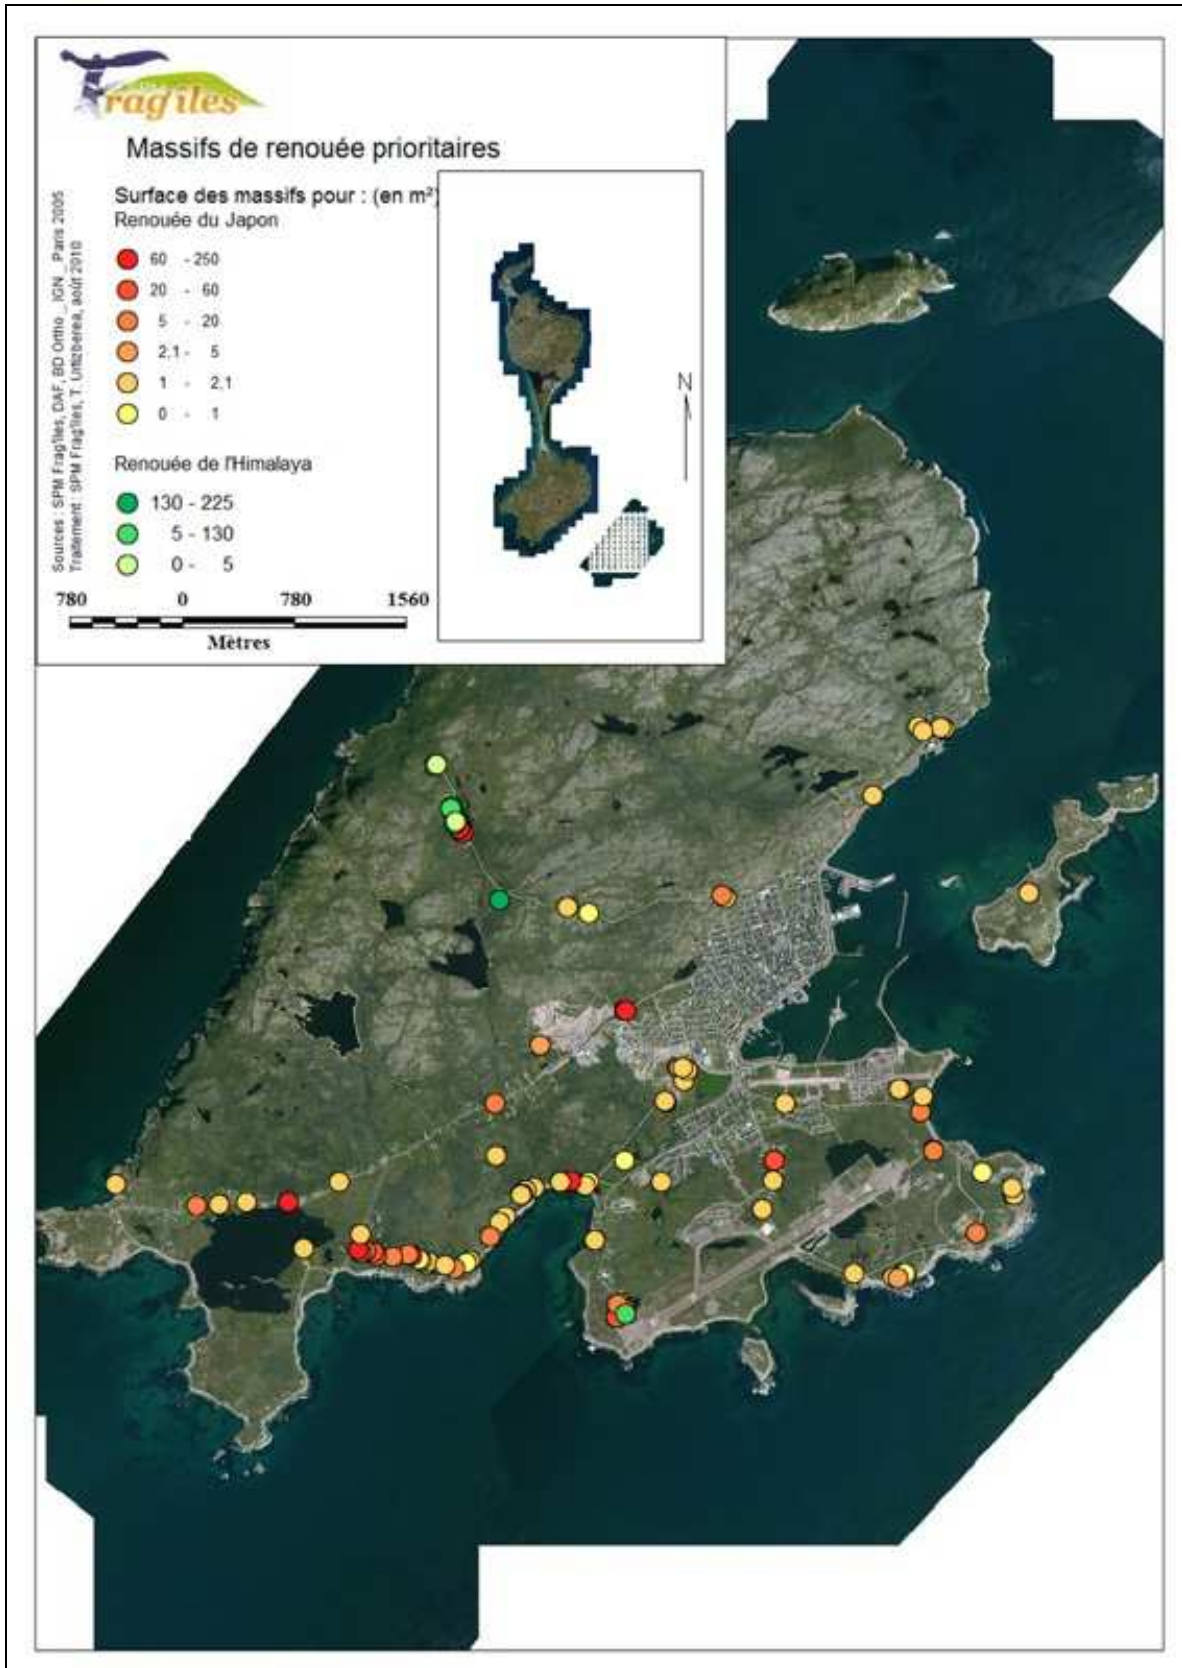 Frag'îles
Massifs de renouée prioritaires
Surface des massifs pour : (en m²)
Renouée du Japon
60 - 250
20 - 60
5 - 20
2,1 - 5
1 - 2,1
0 - 1
Renouée de l'Himalaya
130 - 225
5 - 130
0 - 5
780 0 780 1560
Mètres
N
Sources : SPM Frag'îles, DAF, BD Ortho _ IGN _ Paris 2005
Traitement : SPM Frag'îles, T. Urtizberea, août 2010